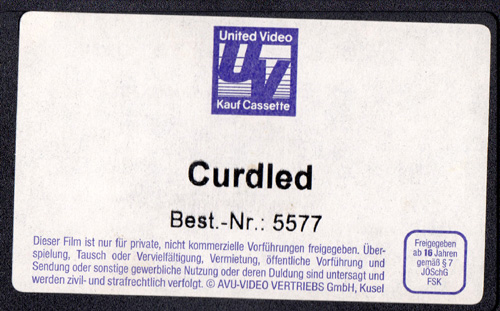 United Video
UV
Kauf Cassette
Curdled
Best.-Nr.: 5577
Dieser Film ist nur für private, nicht kommerzielle Vorführungen freigegeben. Über-
spielung, Tausch oder Vervielfältigung, Vermietung, öffentliche Vorführung und
Sendung oder sonstige gewerbliche Nutzung oder deren Duldung sind untersagt und
werden zivil- und strafrechtlich verfolgt. © AVU-VIDEO VERTRIEBS GmbH, Kusel
Freigegeben
ab 16 Jahren
gemäß § 7
JÖSchG
FSK